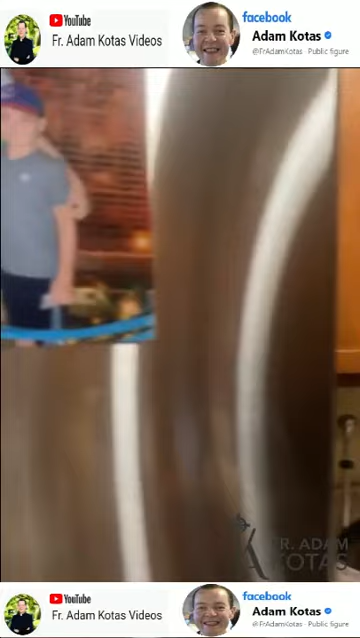 YouTube
Fr. Adam Kotas Videos
facebook
Adam Kotas
@FrAdamKotas · Public figure
FR. ADAM
KOTAS
YouTube
Fr. Adam Kotas Videos
facebook
Adam Kotas
@FrAdamKotas · Public figure